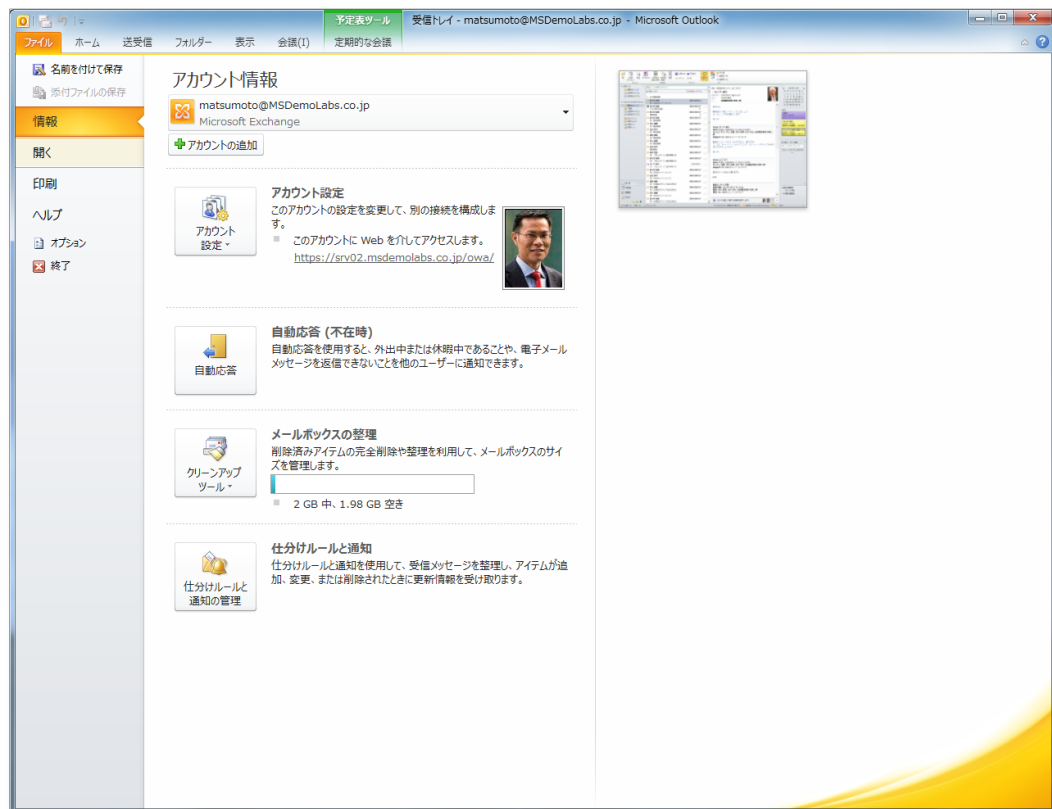 予定表ツール
受信トレイ - matsumoto@MSDemoLabs.co.jp - Microsoft Outlook
ファイル ホーム 送受信 フォルダー 表示 会議(I) 定期的な会議
名前を付けて保存
添付ファイルの保存
情報
開く
印刷
ヘルプ
オプション
終了
アカウント情報
matsumoto@MSDemoLabs.co.jp
Microsoft Exchange
アカウントの追加
アカウント
設定
アカウント設定
このアカウントの設定を変更して、別の接続を構成しま
す。
このアカウントに Web を介してアクセスします。
https://srv02.msdemolabs.co.jp/owa/
自動応答
自動応答 (不在時)
自動応答を使用すると、外出中または休暇中であることや、電子メール
メッセージを返信できないことを他のユーザーに通知できます。
クリーンアップ
ツール
メールボックスの整理
削除済みアイテムの完全削除や整理を利用して、メールボックスのサイ
ズを管理します。
2 GB 中、1.98 GB 空き
仕分けルールと
通知の管理
仕分けルールと通知
仕分けルールと通知を使用して、受信メッセージを整理し、アイテムが追
加、変更、または削除されたときに更新情報を受け取ります。